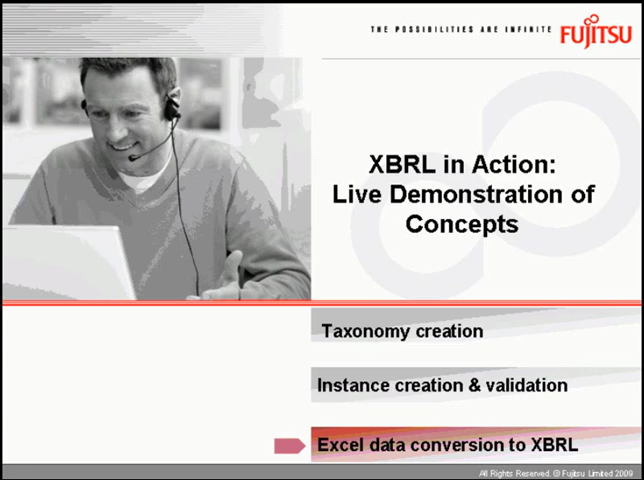 THE POSSIBILITIES ARE INFINITE
FUJITSU
XBRL in Action:
Live Demonstration of
Concepts
Taxonomy creation
Instance creation & validation
Excel data conversion to XBRL
All Rights Reserved. © Fujitsu Limited 2009